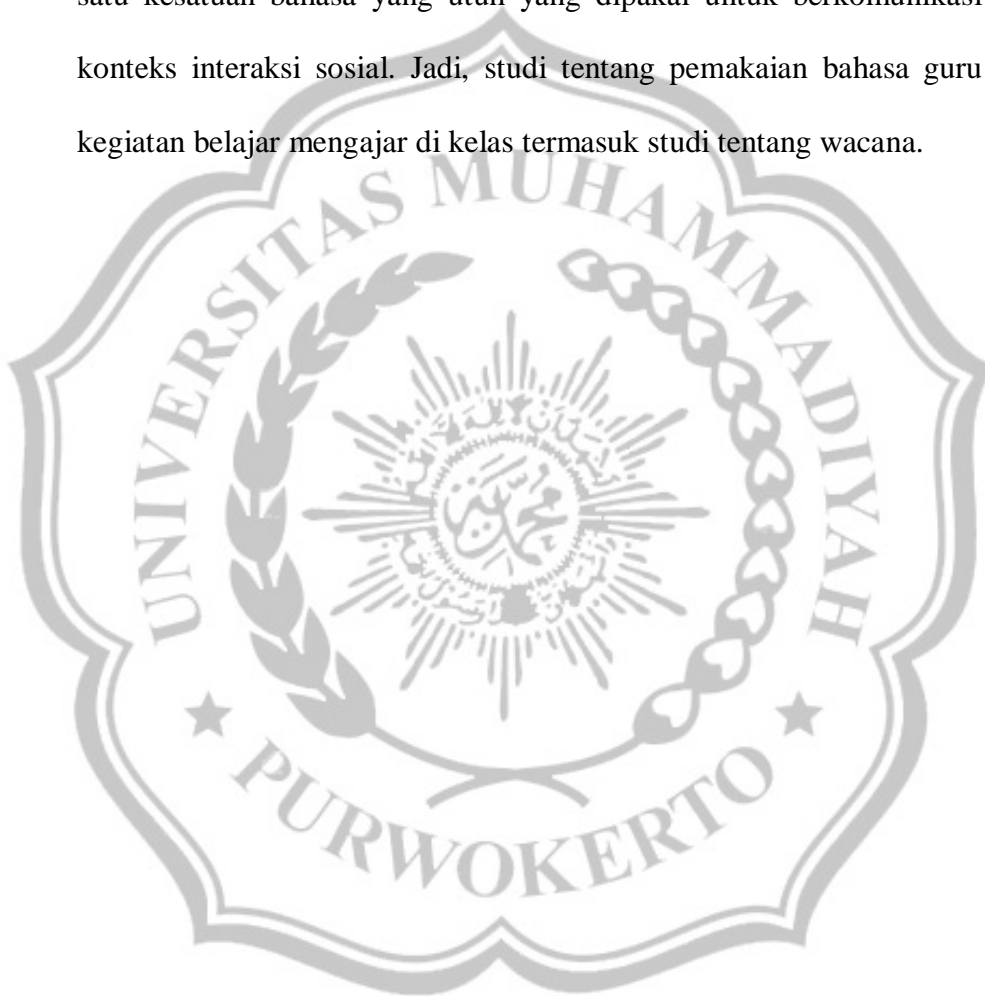 satu kesatuan bahasa yang utuh yang dipakai untuk berkomunikasi
konteks interaksi sosial. Jadi, studi tentang pemakaian bahasa guru
kegiatan belajar mengajar di kelas termasuk studi tentang wacana.
UNIVERSITAS MUHAMMADIYAH
PURWOKERTO